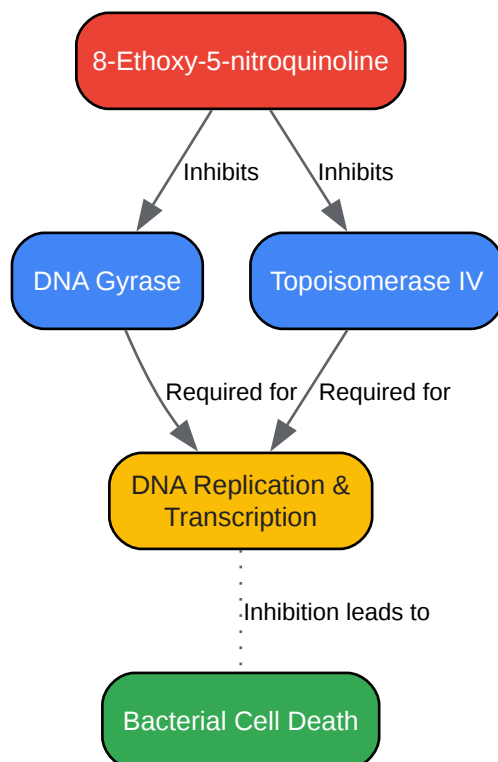 8-Ethoxy-5-nitroquinoline
Inhibits
Inhibits
DNA Gyrase
Topoisomerase IV
Required for
Required for
DNA Replication &
Transcription
Inhibition leads to
Bacterial Cell Death